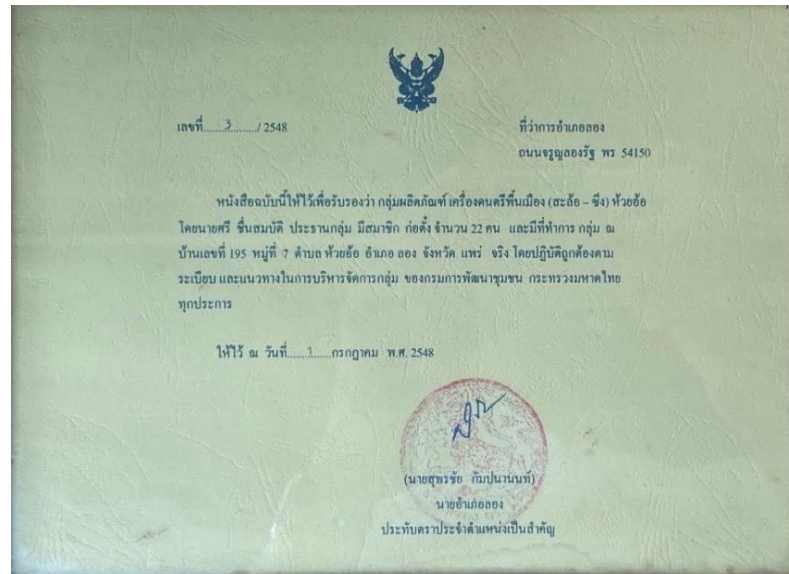 เลขที่.....3....../ 2548
ที่ว่าการอำเภอลอง
ถนนจรูญลองรัฐ พร 54150
หนังสือฉบับนี้ให้ไว้เพื่อรับรองว่า กลุ่มผลิตภัณฑ์ เครื่องดนตรีพื้นเมือง (สะล้อ – ซึง) ห้วยอ้อ
โดยนายศรี ชื่นสมบัติ ประธานกลุ่ม มีสมาชิก ก่อตั้ง จำนวน 22 คน และมีที่ทำการ กลุ่ม ณ
บ้านเลขที่ 195 หมู่ที่ 7 ตำบล ห้วยอ้อ อำเภอ ลอง จังหวัด แพร่ จริง โดยปฏิบัติถูกต้องตาม
ระเบียบ และแนวทางในการบริหารจัดการกลุ่ม ของกรมการพัฒนาชุมชน กระทรวงมหาดไทย
ทุกประการ
ให้ไว้ ณ วันที่.....1.....กรกฎาคม พ.ศ. 2548
(นายสุพรชัย กัมปนานนท์)
นายอำเภอลอง
ประทับตราประจำตำแหน่งเป็นสำคัญ